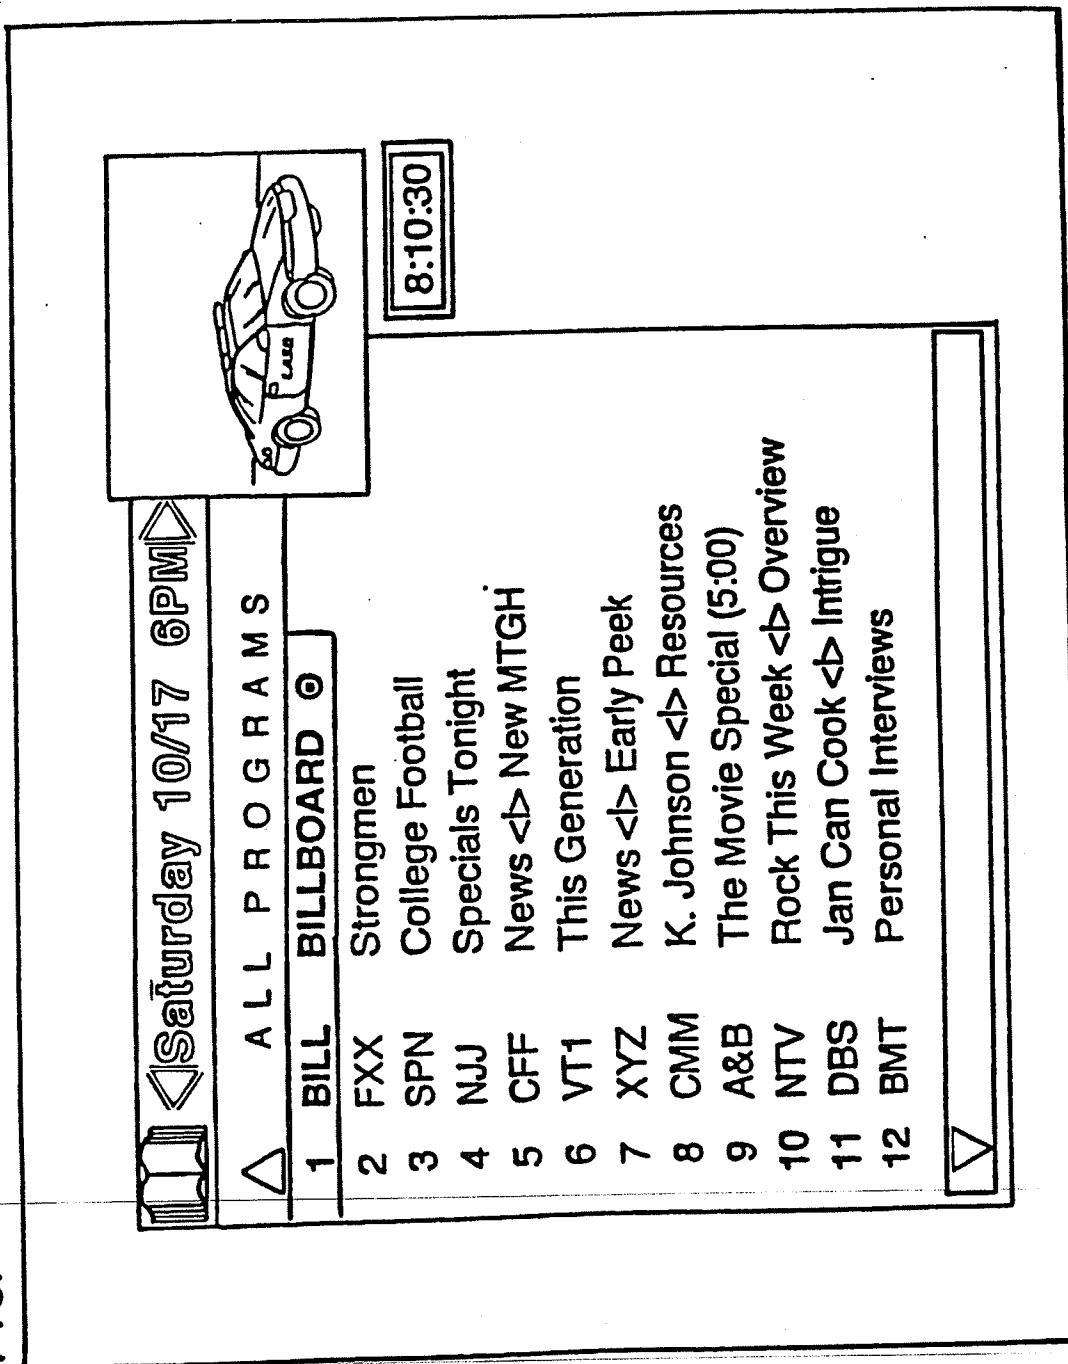 Saturday 10/17 6PM
ALL PROGRAMS
1 BILL BILLBOARD
2 FXX Strongmen
3 SPN College Football
4 NJJ Specials Tonight
5 CFF News <I> New MTGH
6 VT1 This Generation
7 XYZ News <I> Early Peek
8 CMM K. Johnson <I> Resources
9 A&B The Movie Special (5:00)
10 NTV Rock This Week <I> Overview
11 DBS Jan Can Cook <I> Intrigue
12 BMT Personal Interviews
8:10:30